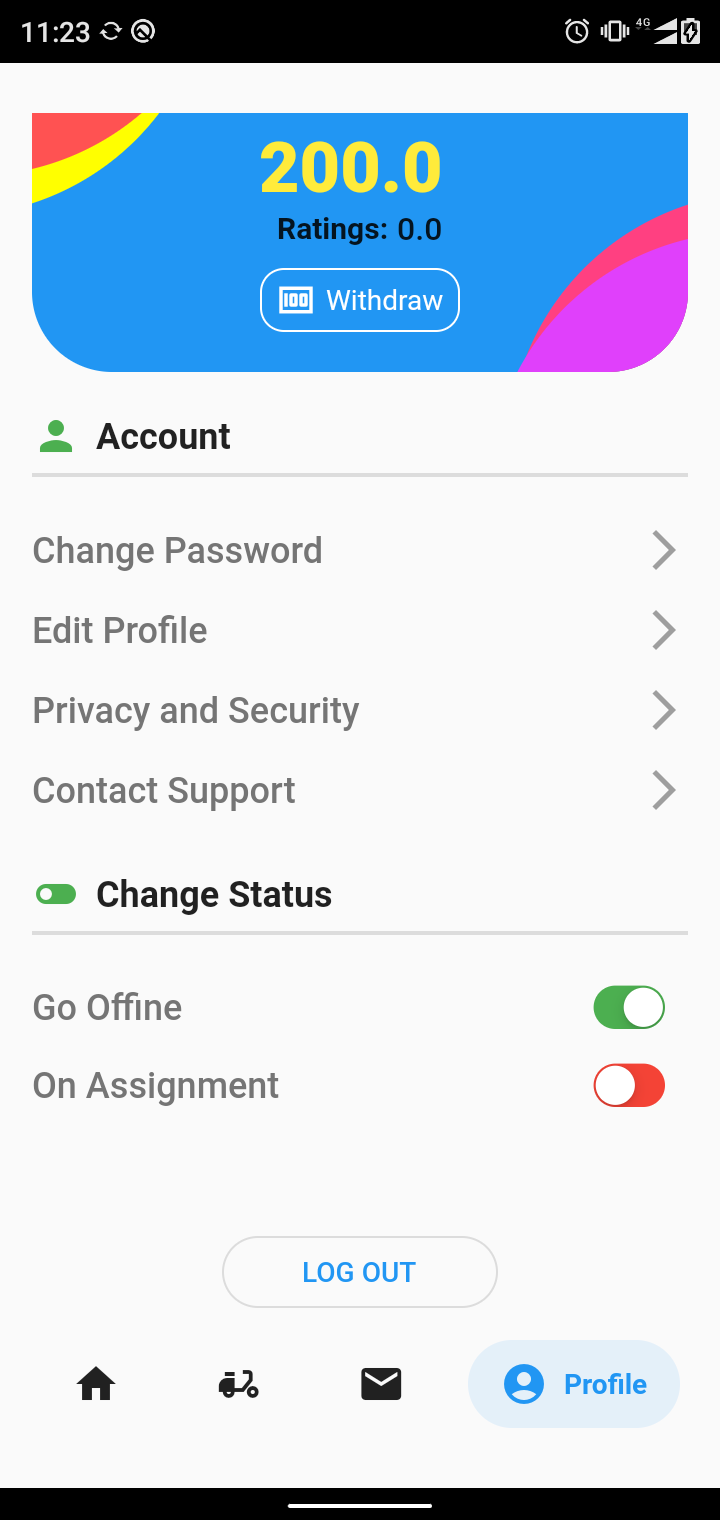 11:23
4G
200.0
Ratings: 0.0
100 Withdraw
Account
Change Password
Edit Profile
Privacy and Security
Contact Support
Change Status
Go Offine
On Assignment
LOG OUT
Profile